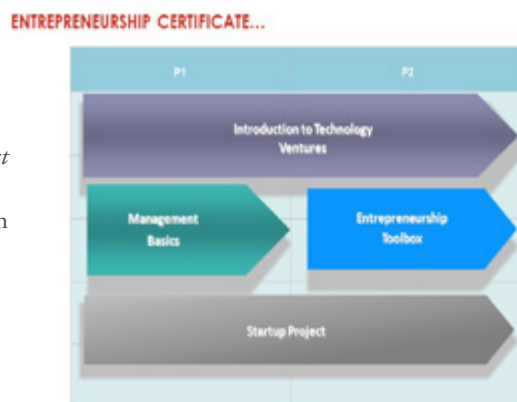 ENTREPRENEURSHIP CERTIFICATE...
P1 P2
Introduction to Technology
Ventures
Management
Basics
Entrepreneurship
Toolbox
Startup Project